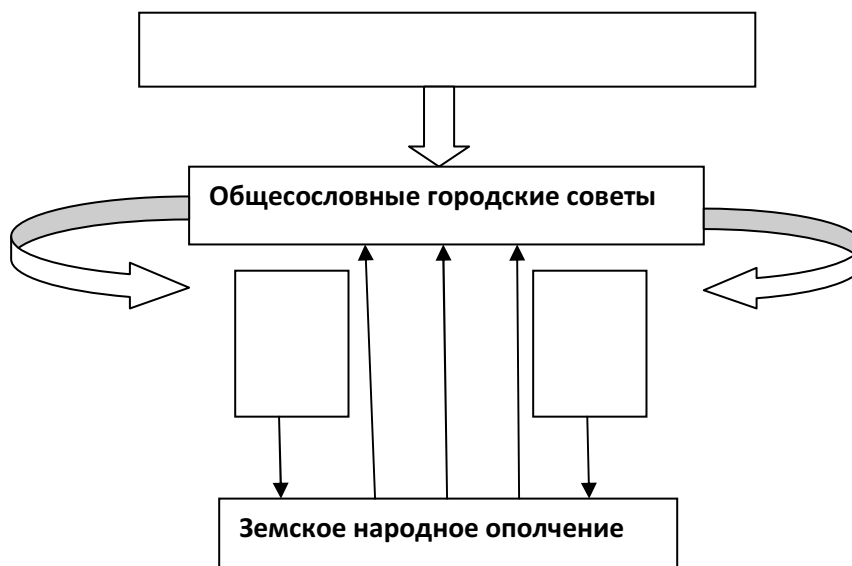 Общесословные городские советы
Земское народное ополчение